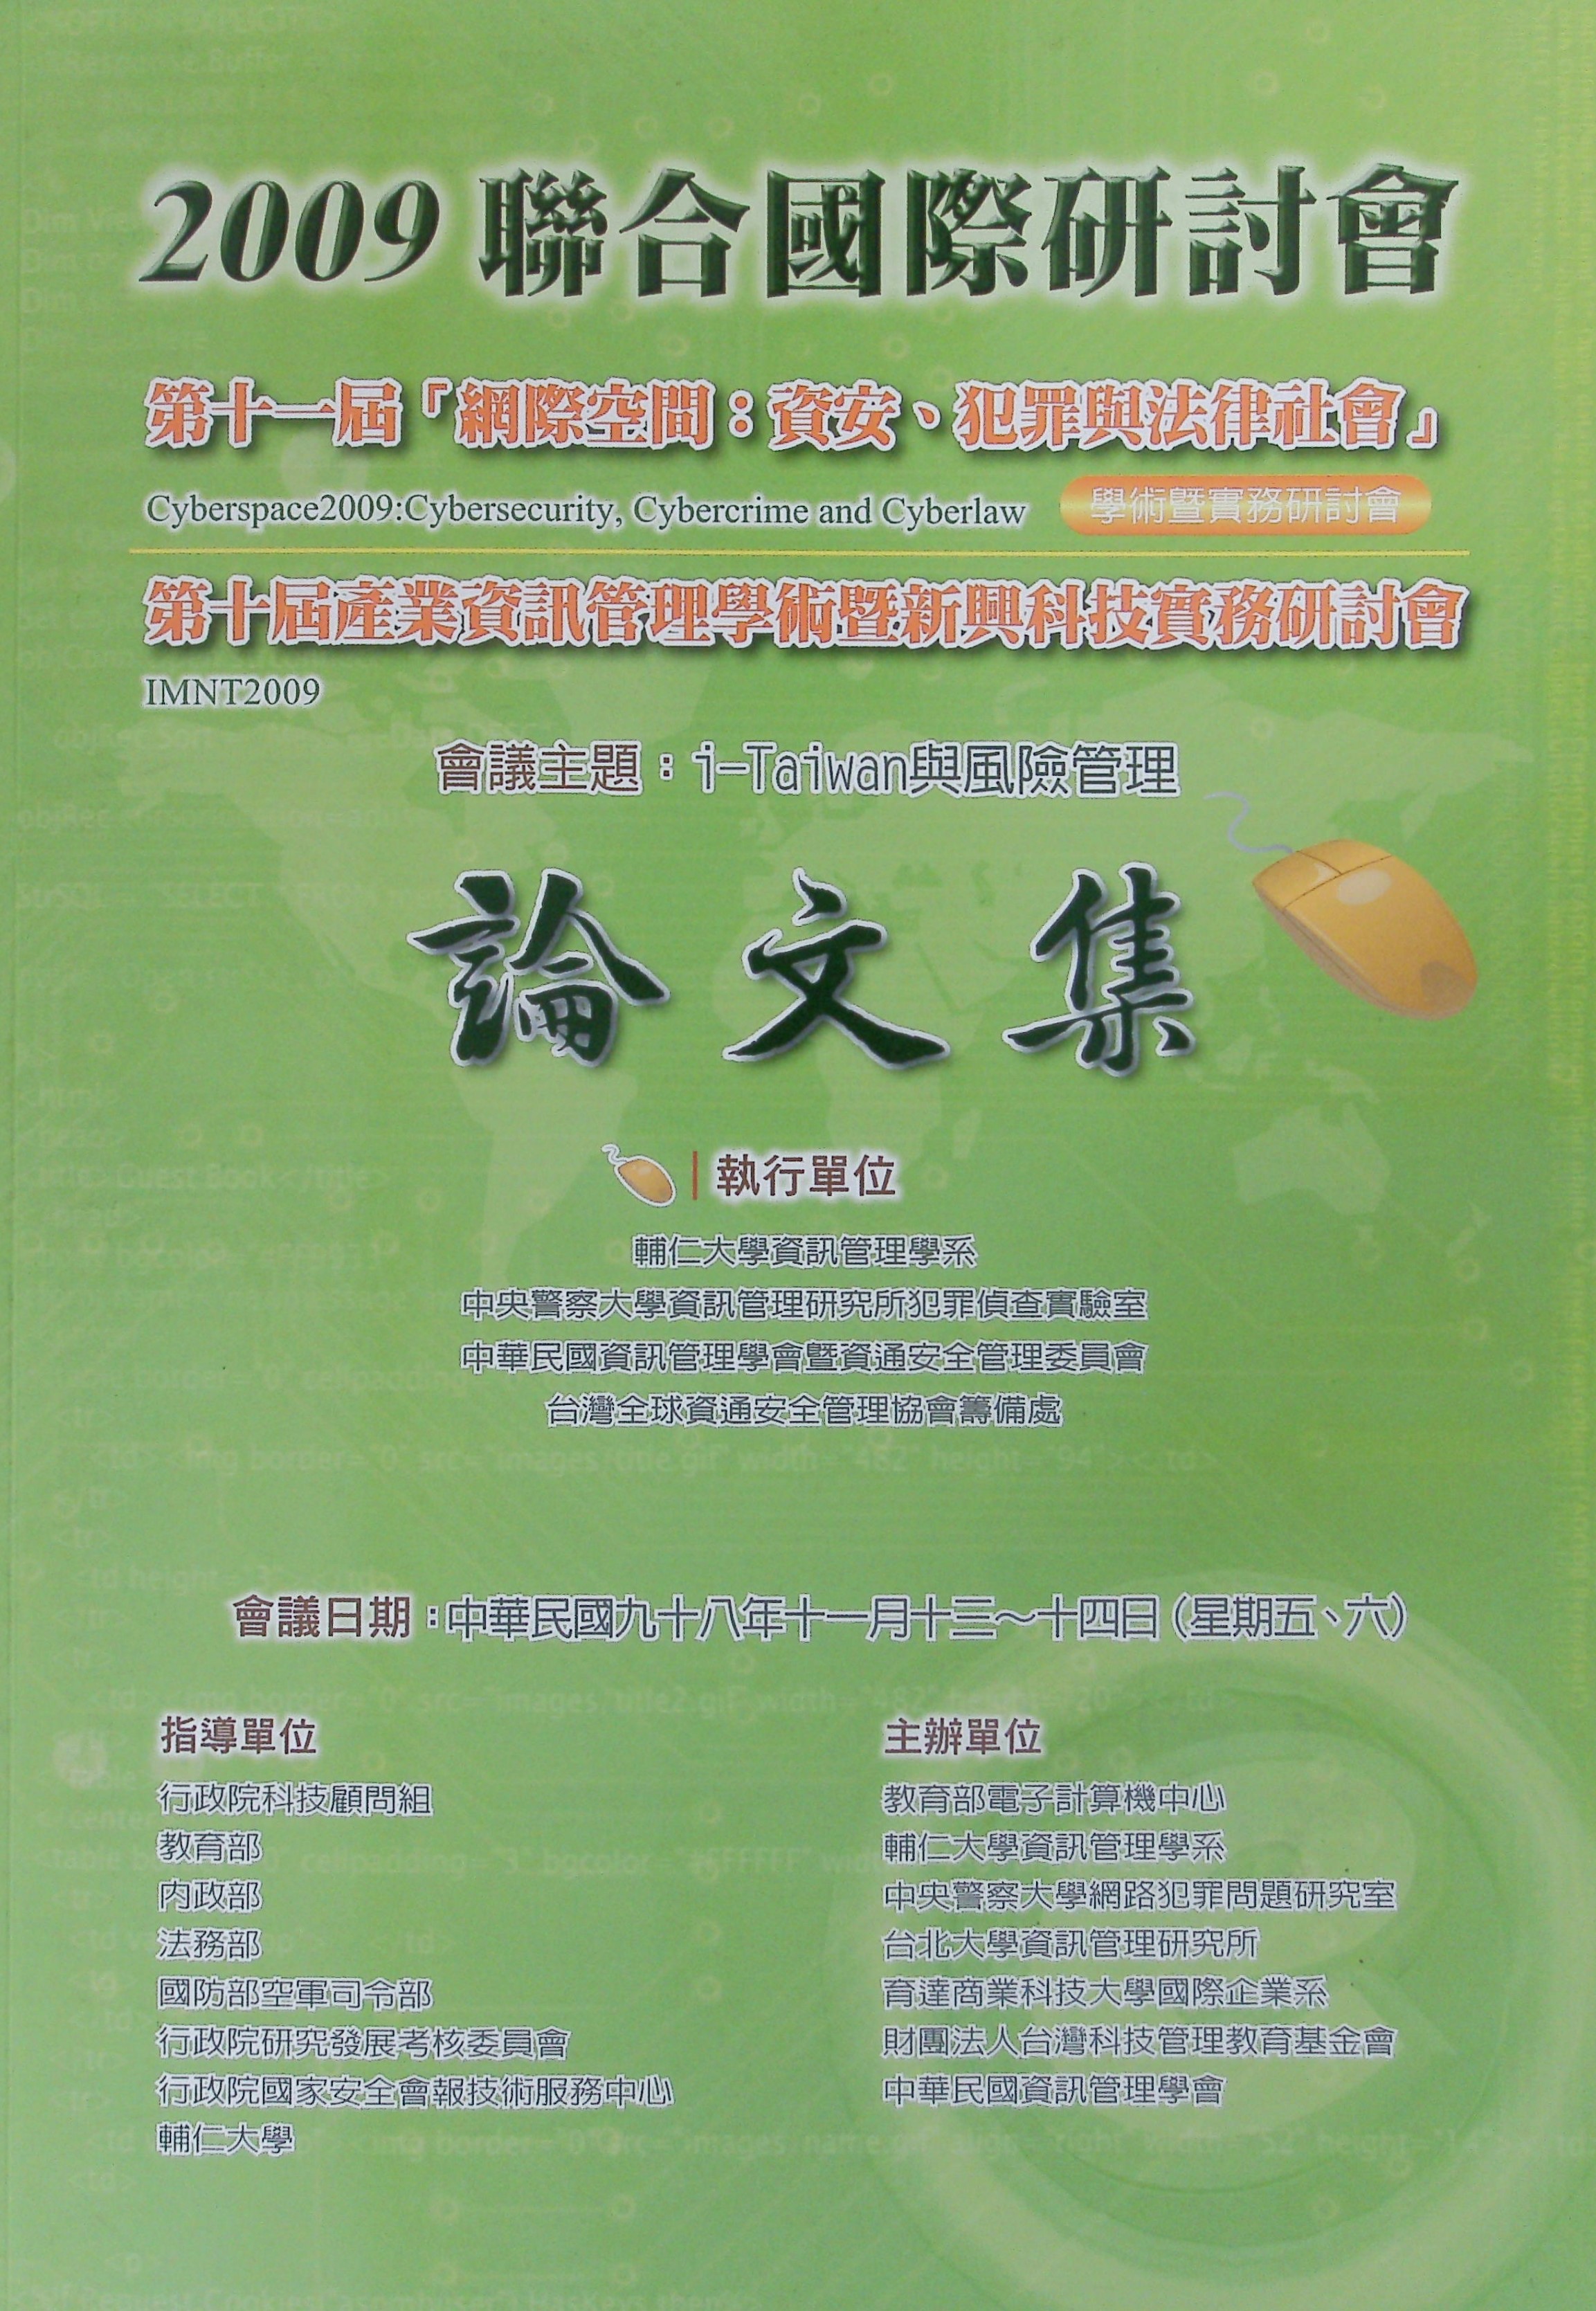 2009 聯合國際研討會
第十一屆「網際空間：資安、犯罪與法律社會」
Cyberspace2009:Cybersecurity, Cybercrime and Cyberlaw 學術暨實務研討會
第十屆產業資訊管理學術暨新興科技實務研討會
IMNT2009
會議主題：i-Taiwan與風險管理
論文集
執行單位
輔仁大學資訊管理學系
中央警察大學資訊管理研究所犯罪偵查實驗室
中華民國資訊管理學會暨資通安全管理委員會
台灣全球資通安全管理協會籌備處
會議日期：中華民國九十八年十一月十三～十四日（星期五、六）
指導單位
行政院科技顧問組
教育部
內政部
法務部
國防部空軍司令部
行政院研究發展考核委員會
行政院國家安全會報技術服務中心
輔仁大學
主辦單位
教育部電子計算機中心
輔仁大學資訊管理學系
中央警察大學網路犯罪問題研究室
台北大學資訊管理研究所
育達商業科技大學國際企業系
財團法人台灣科技管理教育基金會
中華民國資訊管理學會